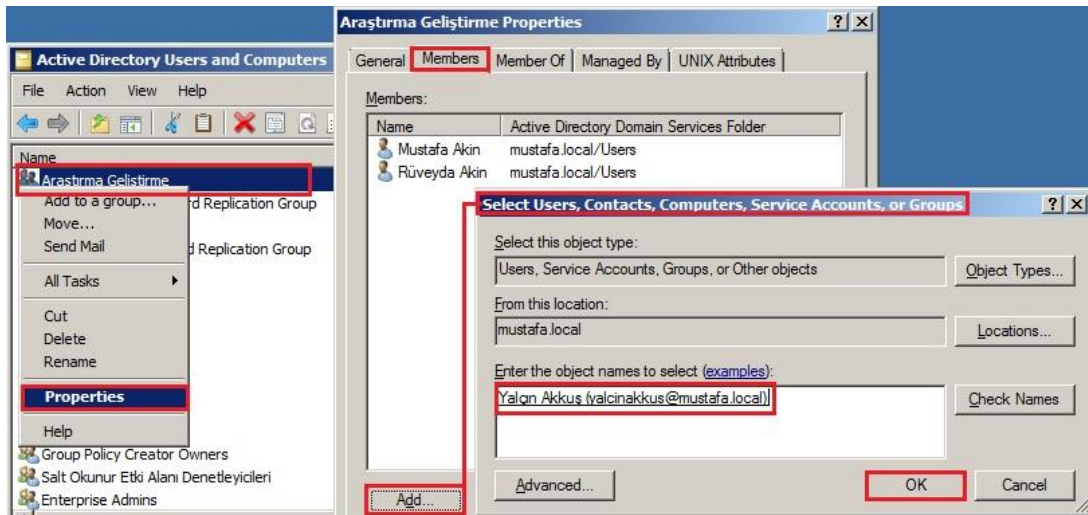 Active Directory Users and Computers
File Action View Help
Name
Araştırma Geliştirme
Add to a group...
rd Replication Group
Move...
Send Mail
d Replication Group
All Tasks
Cut
Delete
Rename
Properties
Help
Group Policy Creator Owners
Salt Okunur Etki Alanı Denetleyicileri
Enterprise Admins
Araştırma Geliştirme Properties
General Members Member Of Managed By UNIX Attributes
Members:
Name Active Directory Domain Services Folder
Mustafa Akin mustafa.local/Users
Rüveyda Akin mustafa.local/Users
Add...
Select Users, Contacts, Computers, Service Accounts, or Groups
Select this object type:
Users, Service Accounts, Groups, or Other objects Object Types...
From this location:
mustafa.local Locations...
Enter the object names to select (examples):
Yalçın Akkuş (yalcinakkus@mustafa.local) Check Names
Advanced... OK Cancel